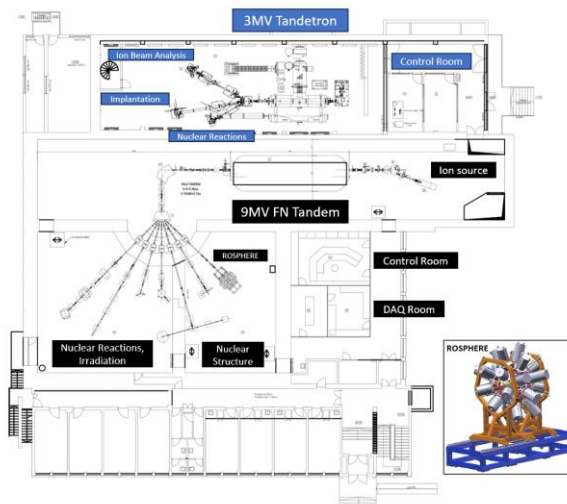 3MV Tandetron
Ion Beam Analysis
Control Room
Implantation
Nuclear Reactions
Ion source
9MV FN Tandem
ROSPHERE
Control Room
DAQ Room
Nuclear Reactions,
Irradiation
Nuclear
Structure
ROSPHERE